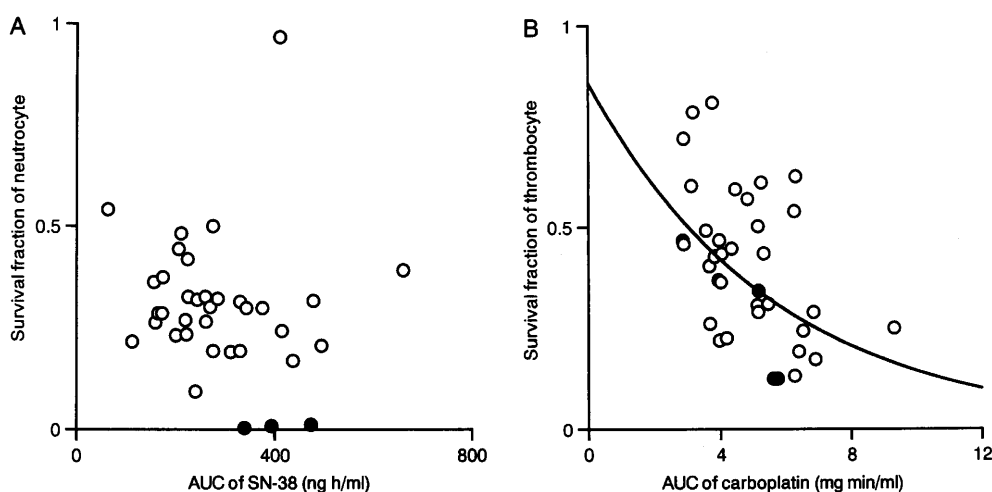 A
Survival fraction of neutrocyte
1
0.5
0
0
400
800
AUC of SN-38 (ng h/ml)
B
Survival fraction of thrombocyte
1
0.5
0
0
4
8
12
AUC of carboplatin (mg min/ml)